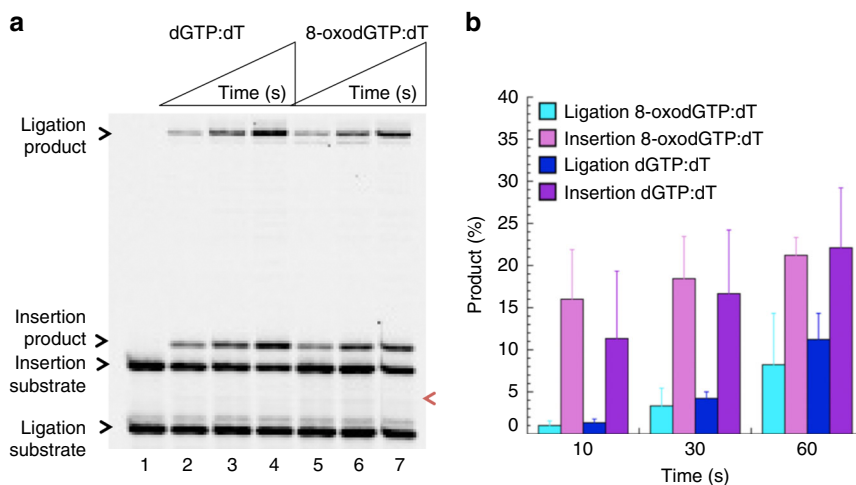 a
dGTP:dT
8-oxodGTP:dT
Time (s)
Time (s)
Ligation
product
Insertion
product
Insertion
substrate
Ligation
substrate
1 2 3 4 5 6 7
b
40
35
30
25
20
15
10
5
0
Product (%)
Ligation 8-oxodGTP:dT
Insertion 8-oxodGTP:dT
Ligation dGTP:dT
Insertion dGTP:dT
10 30 60
Time (s)